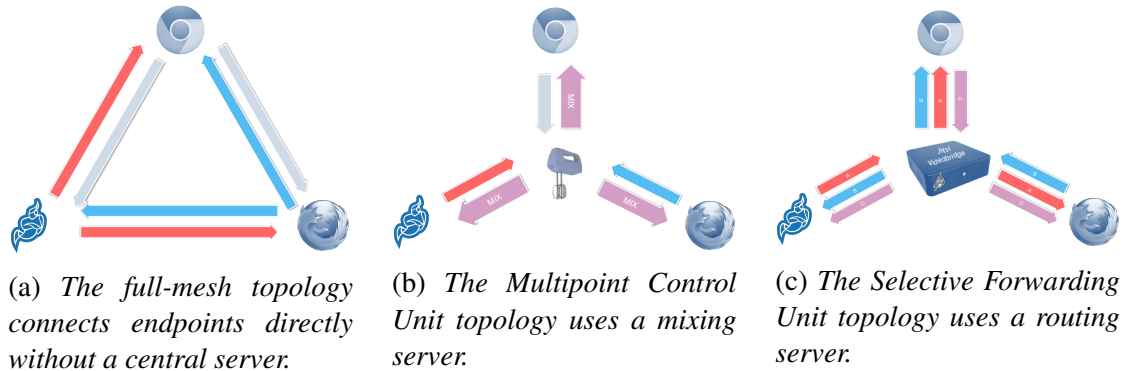 MIX
MIX
MIX
B
A
C
Jitsi
Videobridge
A
B
C
B
A
C
(a) The full-mesh topology
connects endpoints directly
without a central server.
(b) The Multipoint Control
Unit topology uses a mixing
server.
(c) The Selective Forwarding
Unit topology uses a routing
server.